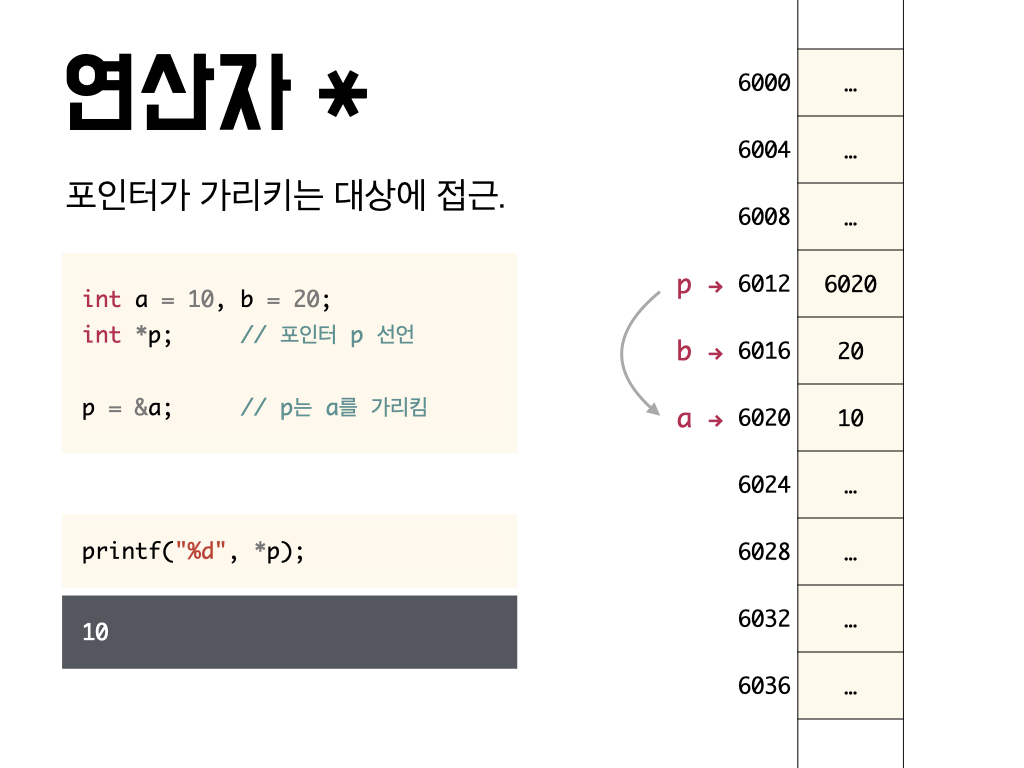 연산자 *
포인터가 가리키는 대상에 접근.
int a = 10, b = 20;
int *p; // 포인터 p 선언
p = &a; // p는 a를 가리킴
printf("%d", *p);
10
6000 …
6004 …
6008 …
p → 6012 6020
b → 6016 20
a → 6020 10
6024 …
6028 …
6032 …
6036 …